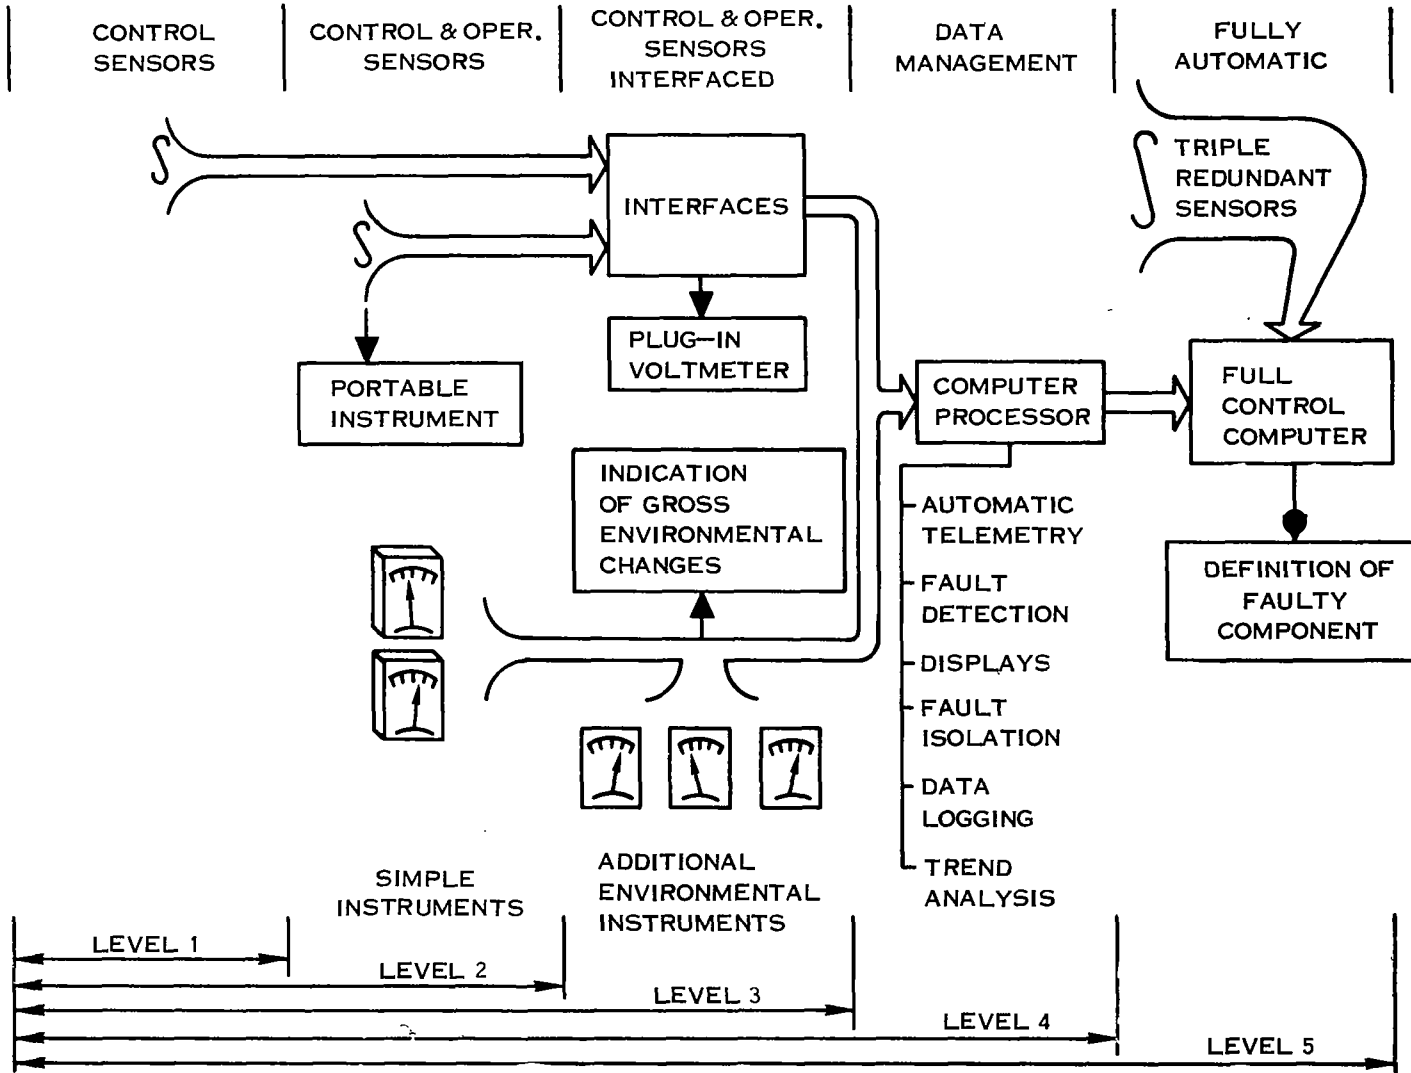 CONTROL
SENSORS
CONTROL & OPER.
SENSORS
CONTROL & OPER.
SENSORS
INTERFACED
DATA
MANAGEMENT
FULLY
AUTOMATIC
TRIPLE
REDUNDANT
SENSORS
INTERFACES
PLUG-IN
VOLTMETER
PORTABLE
INSTRUMENT
COMPUTER
PROCESSOR
FULL
CONTROL
COMPUTER
INDICATION
OF GROSS
ENVIRONMENTAL
CHANGES
AUTOMATIC
TELEMETRY
FAULT
DETECTION
DISPLAYS
FAULT
ISOLATION
DATA
LOGGING
TREND
ANALYSIS
DEFINITION OF
FAULTY
COMPONENT
SIMPLE
INSTRUMENTS
ADDITIONAL
ENVIRONMENTAL
INSTRUMENTS
LEVEL 1
LEVEL 2
LEVEL 3
LEVEL 4
LEVEL 5